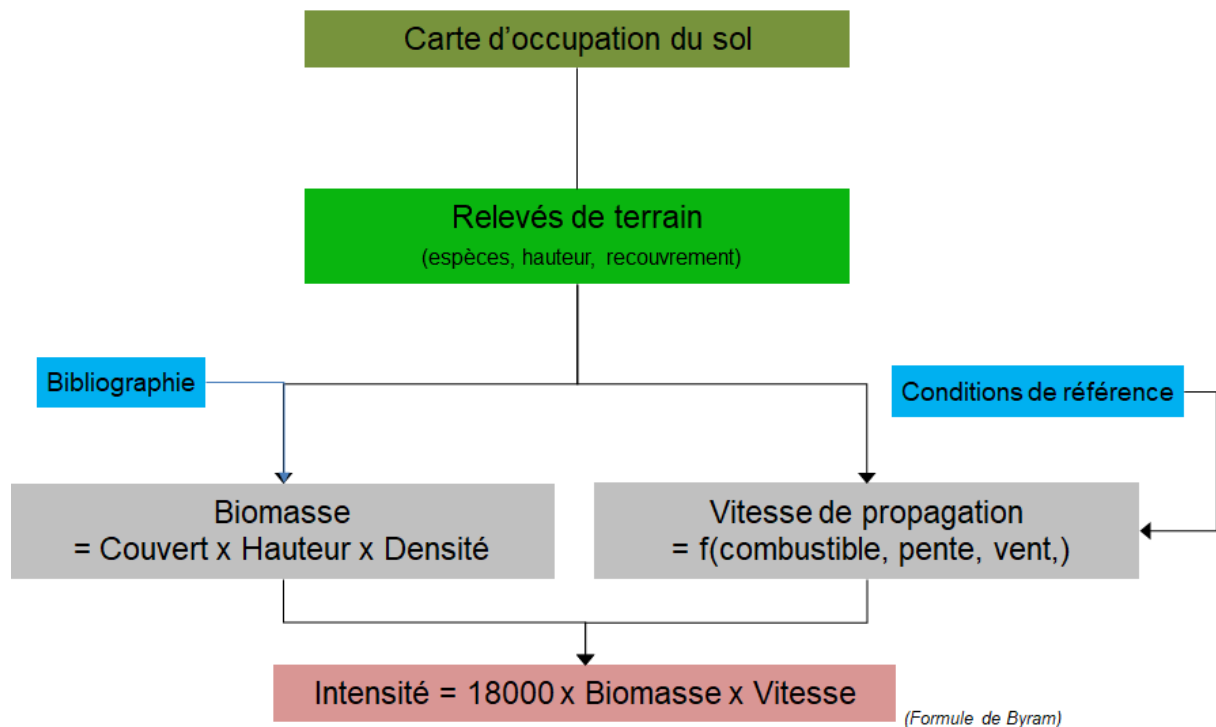 Carte d'occupation du sol
Relevés de terrain
(espèces, hauteur, recouvrement)
Bibliographie
Conditions de référence
Biomasse
= Couvert x Hauteur x Densité
Vitesse de propagation
= f(combustible, pente, vent,)
Intensité = 18000 x Biomasse x Vitesse
(Formule de Byram)